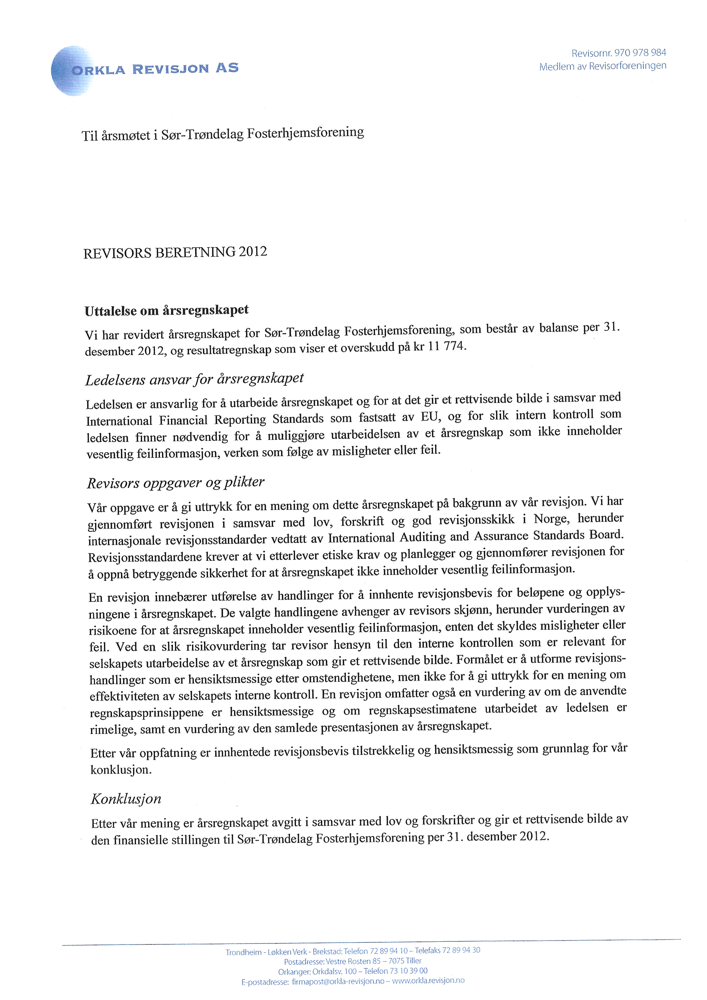 ORKLA REVISJON AS
Revisornr. 970 978 984
Medlem av Revisorforeningen
Til årsmøtet i Sør-Trøndelag Fosterhjemsforening
REVISORS BERETNING 2012
Uttalelse om årsregnskapet
Vi har revidert årsregnskapet for Sør-Trøndelag Fosterhjemsforening, som består av balanse per 31.
desember 2012, og resultatregnskap som viser et overskudd på kr 11 774.
Ledelsens ansvar for årsregnskapet
Ledelsen er ansvarlig for å utarbeide årsregnskapet og for at det gir et rettvisende bilde i samsvar med
International Financial Reporting Standards som fastsatt av EU, og for slik intern kontroll som
ledelsen finner nødvendig for å muliggjøre utarbeidelsen av et årsregnskap som ikke inneholder
vesentlig feilinformasjon, verken som følge av misligheter eller feil.
Revisors oppgaver og plikter
Vår oppgave er å gi uttrykk for en mening om dette årsregnskapet på bakgrunn av vår revisjon. Vi har
gjennomført revisjonen i samsvar med lov, forskrift og god revisjonsskikk i Norge, herunder
internasjonale revisjonsstandarder vedtatt av International Auditing and Assurance Standards Board.
Revisjonsstandardene krever at vi etterlever etiske krav og planlegger og gjennomfører revisjonen for
å oppnå betryggende sikkerhet for at årsregnskapet ikke inneholder vesentlig feilinformasjon.
En revisjon innebærer utførelse av handlinger for å innhente revisjonsbevis for beløpene og opplys-
ningene i årsregnskapet. De valgte handlingene avhenger av revisors skjønn, herunder vurderingen av
risikoene for at årsregnskapet inneholder vesentlig feilinformasjon, enten det skyldes misligheter eller
feil. Ved en slik risikovurdering tar revisor hensyn til den interne kontrollen som er relevant for
selskapets utarbeidelse av et årsregnskap som gir et rettvisende bilde. Formålet er å utforme revisjons-
handlinger som er hensiktsmessige etter omstendighetene, men ikke for å gi uttrykk for en mening om
effektiviteten av selskapets interne kontroll. En revisjon omfatter også en vurdering av om de anvendte
regnskapsprinsippene er hensiktsmessige og om regnskapsestimatene utarbeidet av ledelsen er
rimelige, samt en vurdering av den samlede presentasjonen av årsregnskapet.
Etter vår oppfatning er innhentede revisjonsbevis tilstrekkelig og hensiktsmessig som grunnlag for vår
konklusjon.
Konklusjon
Etter vår mening er årsregnskapet avgitt i samsvar med lov og forskrifter og gir et rettvisende bilde av
den finansielle stillingen til Sør-Trøndelag Fosterhjemsforening per 31. desember 2012.
Trondheim - Løkken Verk - Brekstad: Telefon 72 89 94 10 – Telefaks 72 89 94 30
Postadresse: Vestre Rosten 85 – 7075 Tiller
Orkanger: Orkdalsv. 100 – Telefon 73 10 39 00
E-postadresse: firmapost@orkla-revisjon.no – www.orkla.revisjon.no